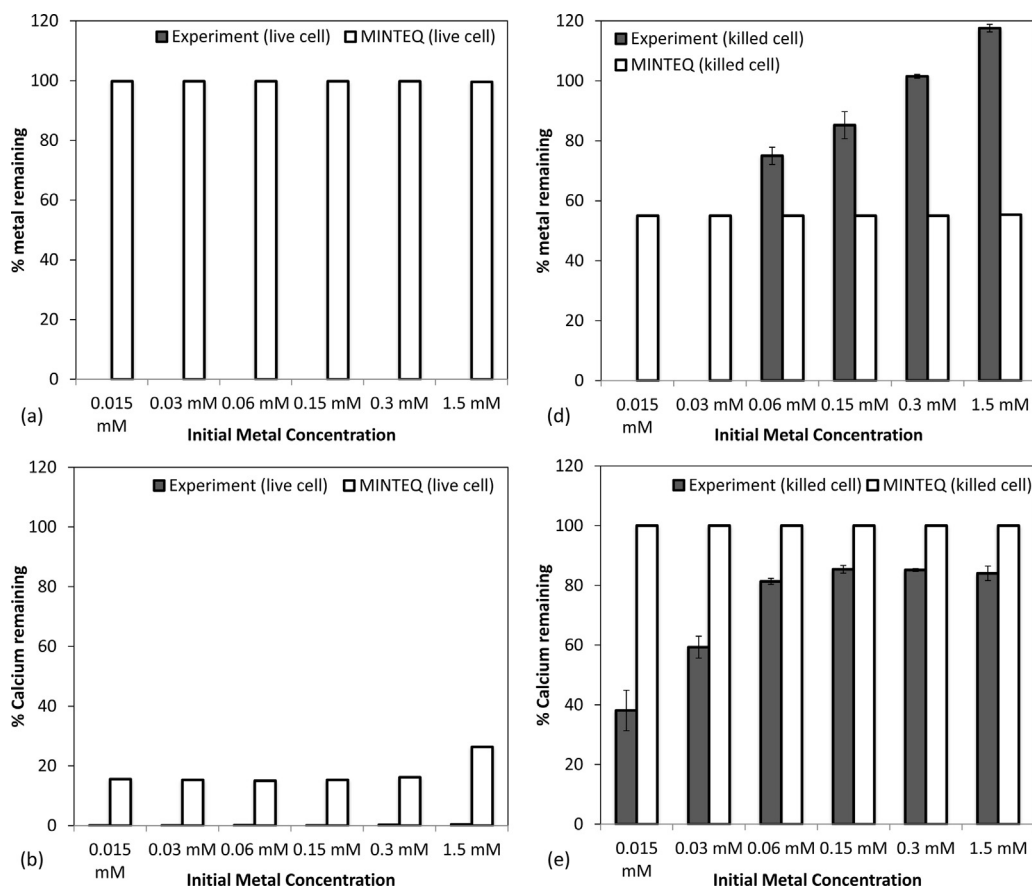 120
100
80
60
40
20
0
% metal remaining
Experiment (live cell) MINTEQ (live cell)
0.015 mM 0.03 mM 0.06 mM 0.15 mM 0.3 mM 1.5 mM
(a)
Initial Metal Concentration
120
100
80
60
40
20
0
% metal remaining
Experiment (killed cell)
MINTEQ (killed cell)
0.015 mM 0.03 mM 0.06 mM 0.15 mM 0.3 mM 1.5 mM
(d)
Initial Metal Concentration
120
100
80
60
40
20
0
% Calcium remaining
Experiment (live cell) MINTEQ (live cell)
0.015 mM 0.03 mM 0.06 mM 0.15 mM 0.3 mM 1.5 mM
(b)
Initial Metal Concentration
120
100
80
60
40
20
0
% Calcium remaining
Experiment (killed cell) MINTEQ (killed cell)
0.015 mM 0.03 mM 0.06 mM 0.15 mM 0.3 mM 1.5 mM
(e)
Initial Metal Concentration